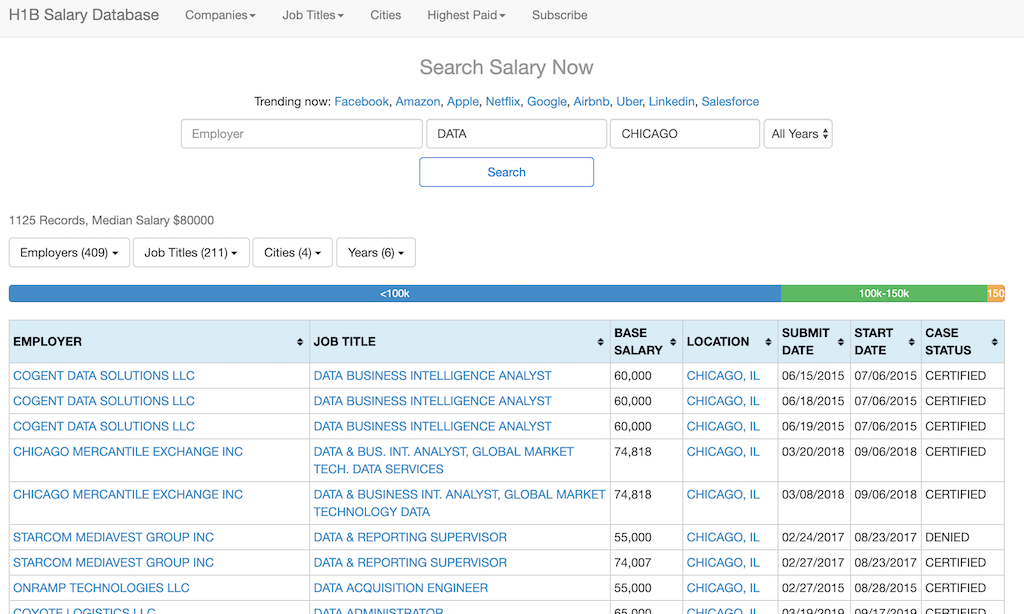 H1B Salary Database Companies Job Titles Cities Highest Paid Subscribe
Search Salary Now
Trending now: Facebook, Amazon, Apple, Netflix, Google, Airbnb, Uber, Linkedin, Salesforce
Employer DATA CHICAGO All Years
Search
1125 Records, Median Salary $80000
Employers (409) Job Titles (211) Cities (4) Years (6)
<100k 100k-150k 150
EMPLOYER JOB TITLE BASE SALARY LOCATION SUBMIT DATE START DATE CASE STATUS
COGENT DATA SOLUTIONS LLC DATA BUSINESS INTELLIGENCE ANALYST 60,000 CHICAGO, IL 06/15/2015 07/06/2015 CERTIFIED
COGENT DATA SOLUTIONS LLC DATA BUSINESS INTELLIGENCE ANALYST 60,000 CHICAGO, IL 06/18/2015 07/06/2015 CERTIFIED
COGENT DATA SOLUTIONS LLC DATA BUSINESS INTELLIGENCE ANALYST 60,000 CHICAGO, IL 06/19/2015 07/06/2015 CERTIFIED
CHICAGO MERCANTILE EXCHANGE INC DATA & BUS. INT. ANALYST, GLOBAL MARKET 74,818 CHICAGO, IL 03/20/2018 09/06/2018 CERTIFIED
TECH. DATA SERVICES
CHICAGO MERCANTILE EXCHANGE INC DATA & BUSINESS INT. ANALYST, GLOBAL MARKET 74,818 CHICAGO, IL 03/08/2018 09/06/2018 CERTIFIED
TECHNOLOGY DATA
STARCOM MEDIAVEST GROUP INC DATA & REPORTING SUPERVISOR 55,000 CHICAGO, IL 02/24/2017 08/23/2017 DENIED
STARCOM MEDIAVEST GROUP INC DATA & REPORTING SUPERVISOR 74,007 CHICAGO, IL 02/27/2017 08/23/2017 CERTIFIED
ONRAMP TECHNOLOGIES LLC DATA ACQUISITION ENGINEER 55,000 CHICAGO, IL 02/27/2015 08/28/2015 CERTIFIED
COYOTE LOGISTICS LLC DATA ADMINISTRATOR 65,000 CHICAGO, IL 03/19/2019 09/17/2019 CERTIFIED